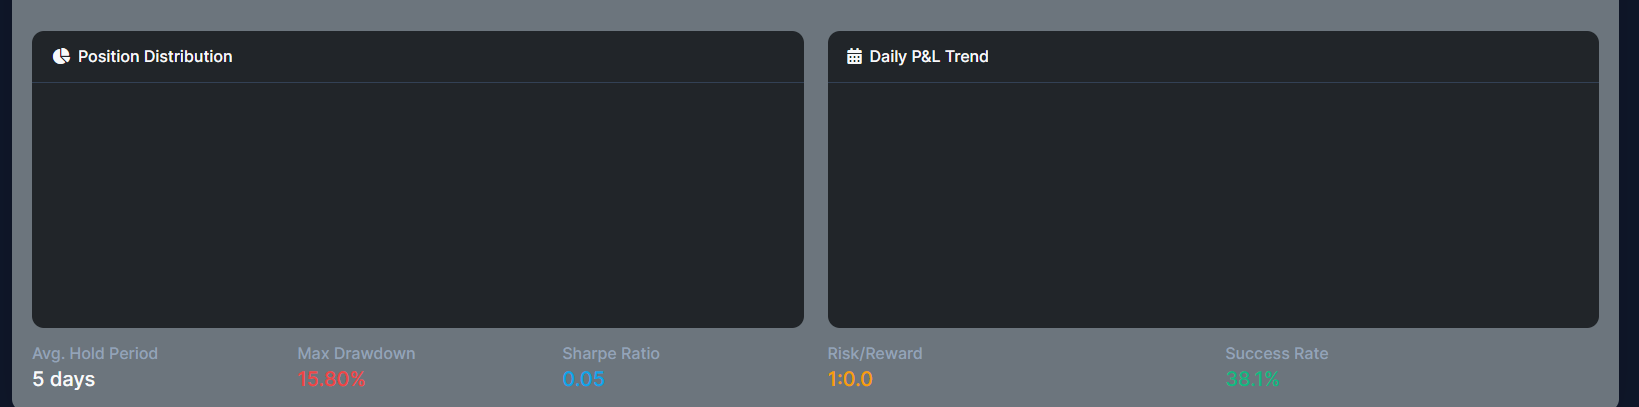 Position Distribution
Daily P&L Trend
Avg. Hold Period
5 days
Max Drawdown
15.80%
Sharpe Ratio
0.05
Risk/Reward
1:0.0
Success Rate
38.1%